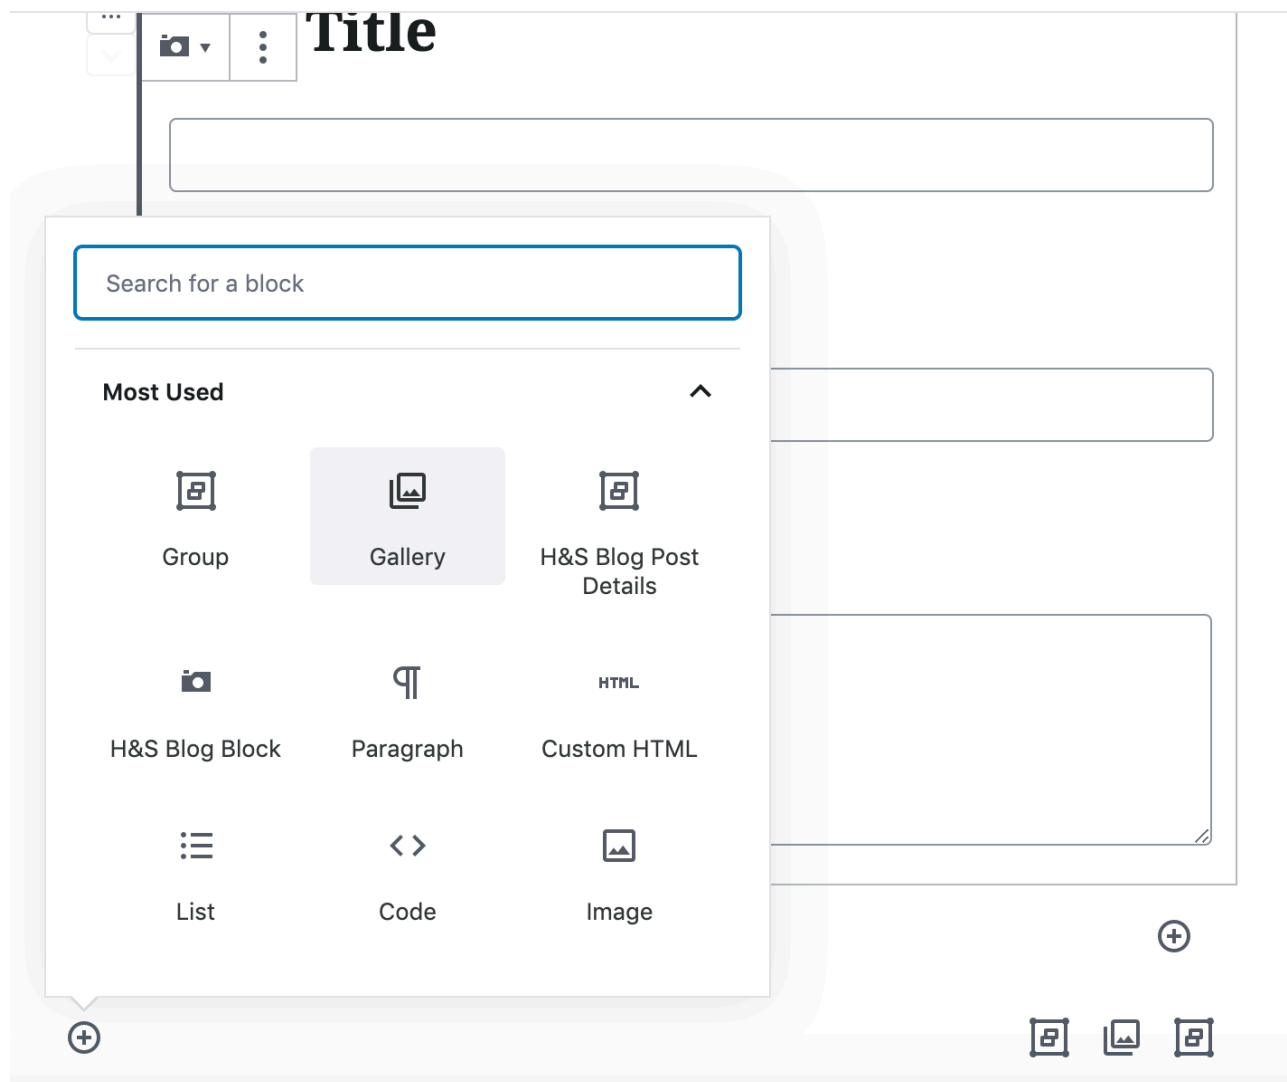 Title
Search for a block
Most Used
Group
Gallery
H&S Blog Post
Details
H&S Blog Block
Paragraph
HTML
Custom HTML
List
Code
Image